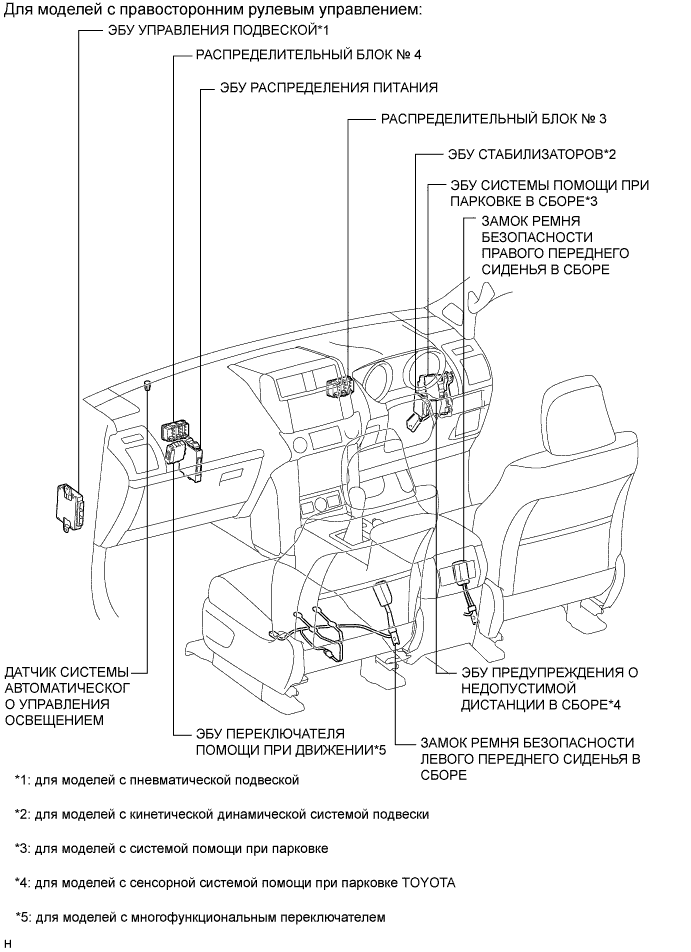 Для моделей с правосторонним рулевым управлением:
ЭБУ УПРАВЛЕНИЯ ПОДВЕСКОЙ*1
РАСПРЕДЕЛИТЕЛЬНЫЙ БЛОК № 4
ЭБУ РАСПРЕДЕЛЕНИЯ ПИТАНИЯ
РАСПРЕДЕЛИТЕЛЬНЫЙ БЛОК № 3
ЭБУ СТАБИЛИЗАТОРОВ*2
ЭБУ СИСТЕМЫ ПОМОЩИ ПРИ
ПАРКОВКЕ В СБОРЕ*3
ЗАМОК РЕМНЯ
БЕЗОПАСНОСТИ
ПРАВОГО ПЕРЕДНЕГО
СИДЕНЬЯ В СБОРЕ
ДАТЧИК СИСТЕМЫ
АВТОМАТИЧЕСКОГ
О УПРАВЛЕНИЯ
ОСВЕЩЕНИЕМ
ЭБУ ПЕРЕКЛЮЧАТЕЛЯ
ПОМОЩИ ПРИ ДВИЖЕНИИ*5
ЭБУ ПРЕДУПРЕЖДЕНИЯ О
НЕДОПУСТИМОЙ
ДИСТАНЦИИ В СБОРЕ*4
ЗАМОК РЕМНЯ БЕЗОПАСНОСТИ
ЛЕВОГО ПЕРЕДНЕГО СИДЕНЬЯ В
СБОРЕ
*1: для моделей с пневматической подвеской
*2: для моделей с кинетической динамической системой подвески
*3: для моделей с системой помощи при парковке
*4: для моделей с сенсорной системой помощи при парковке TOYOTA
*5: для моделей с многофункциональным переключателем
H